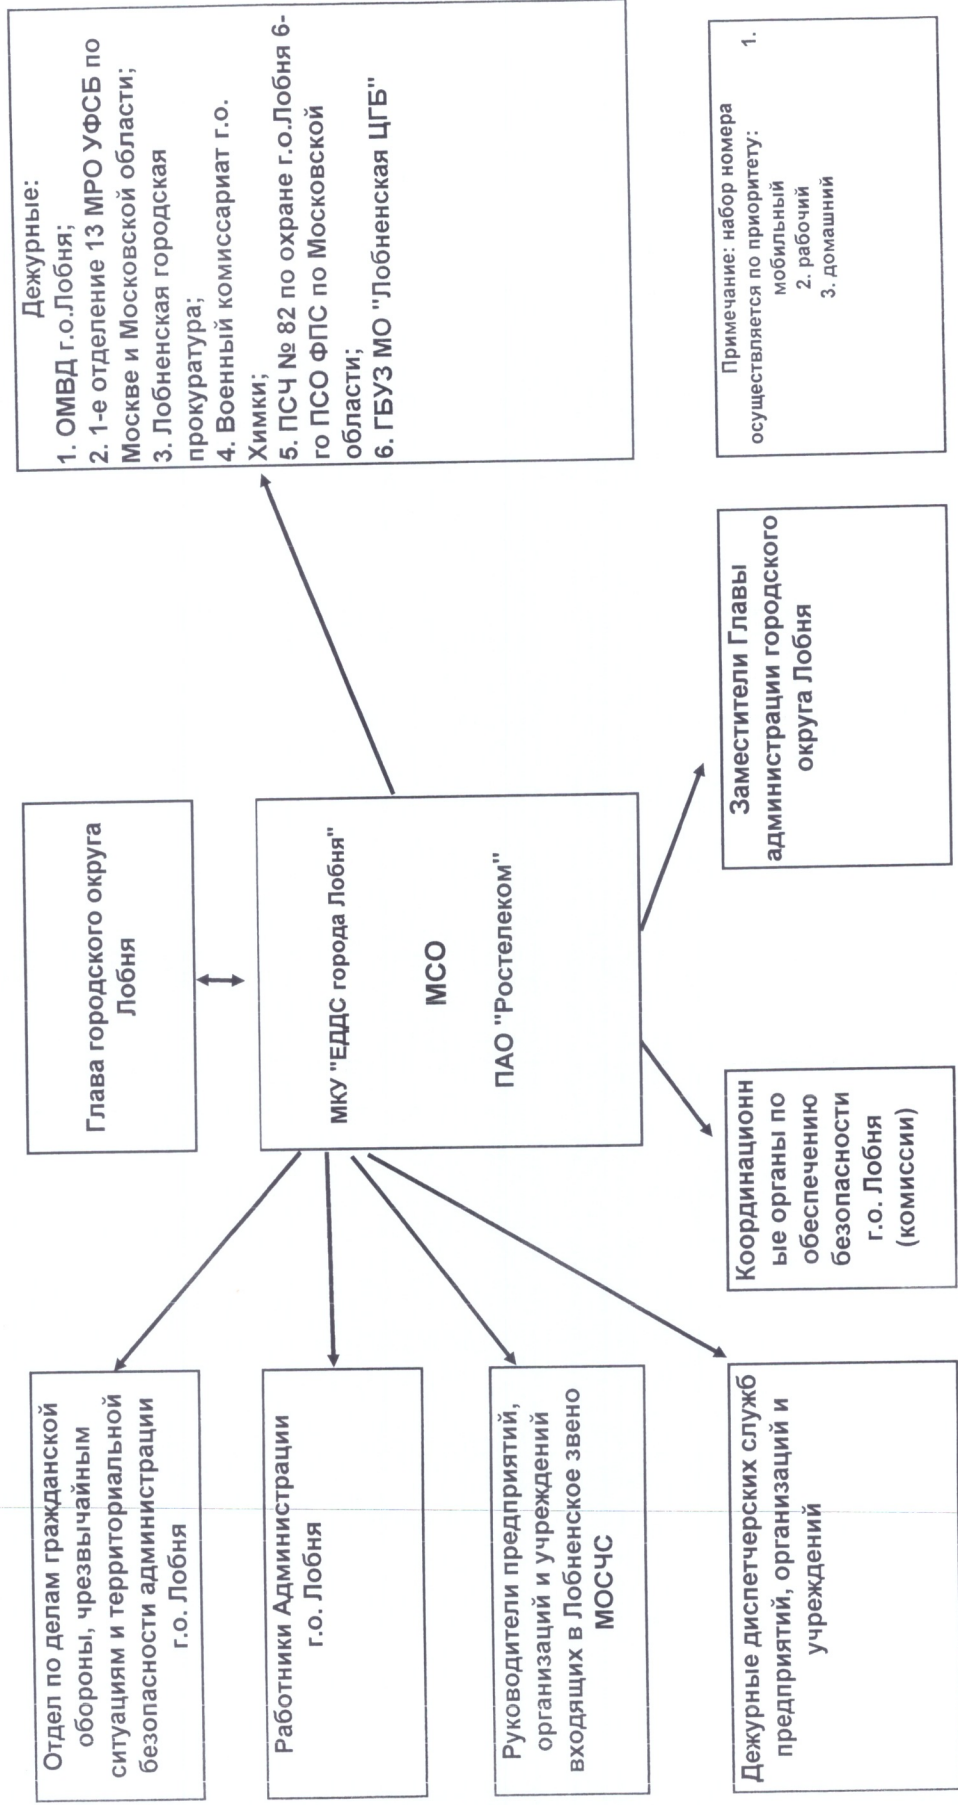 Глава городского округа
Лобня
Дежурные:
1. ОМВД г.о.Лобня;
2. 1-е отделение 13 МРО УФСБ по
Москве и Московской области;
3. Лобненская городская
прокуратура;
4. Военный комиссариат г.о.
Химки;
5. ПСЧ № 82 по охране г.о.Лобня 6-
го ПСО ФПС по Московской
области;
6. ГБУЗ МО "Лобненская ЦГБ"
Отдел по делам гражданской
обороны, чрезвычайным
ситуациям и территориальной
безопасности администрации
г.о. Лобня
Работники Администрации
г.о. Лобня
Руководители предприятий,
организаций и учреждений
входящих в Лобненское звено
МОСЧС
Дежурные диспетчерских служб
предприятий, организаций и
учреждений
МКУ "ЕДДС города Лобня"
МСО
ПАО "Ростелеком"
Координационн
ые органы по
обеспечению
безопасности
г.о. Лобня
(комиссии)
Заместители Главы
администрации городского
округа Лобня
Примечание: набор номера
осуществляется по приоритету: 1.
мобильный
2. рабочий
3. домашний